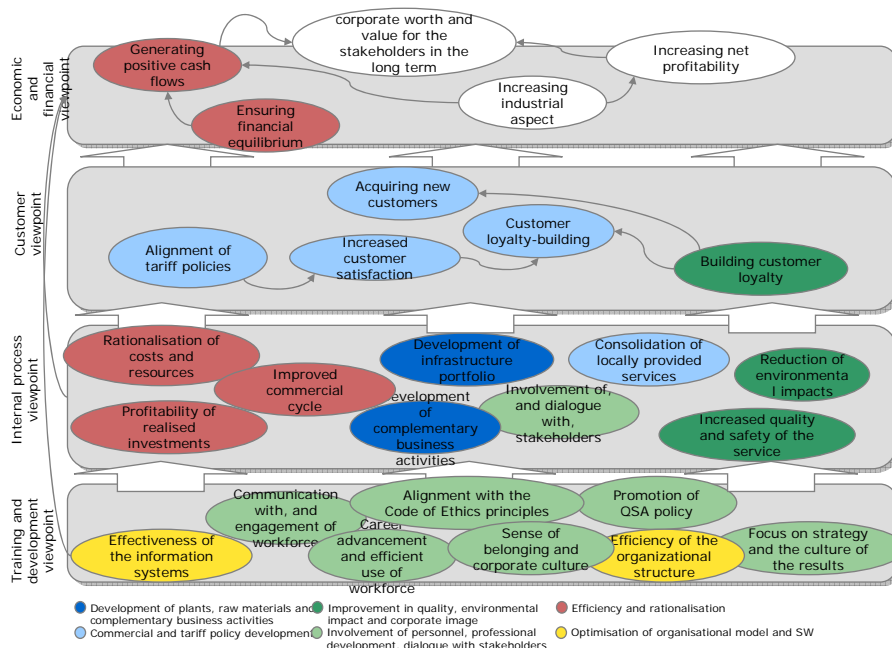 Economic
and
financial
viewpoint
corporate worth and
value for the
stakeholders in the
long term
Generating
positive cash
flows
Increasing net
profitability
Increasing
industrial
aspect
Ensuring
financial
equilibrium
Customer
viewpoint
Acquiring new
customers
Customer
loyalty-building
Alignment of
tariff policies
Increased
customer
satisfaction
Building customer
loyalty
Internal process
viewpoint
Rationalisation of
costs and
resources
Development of
infrastructure
portfolio
Consolidation of
locally provided
services
Reduction of
environmenta
l impacts
Improved
commercial
cycle
Profitability of
realised
investments
evelopment
of
complementary
business
activities
Involvement of,
and dialogue
with,
stakeholders
Increased quality
and safety of the
service
Training and
development
viewpoint
Communication
with, and
engagement of
workforce
Alignment with the
Code of Ethics principles
Promotion of
QSA policy
Effectiveness of
the information
systems
Career
advancement
and efficient
use of
workforce
Sense of
belonging and
corporate culture
Efficiency of
the
organizational
structure
Focus on strategy
and the culture of
the results
Development of plants, raw materials and
complementary business activities
Improvement in quality, environmental
impact and corporate image
Efficiency and rationalisation
Commercial and tariff policy development
Involvement of personnel, professional
development, dialogue with stakeholders
Optimisation of organisational model and SW